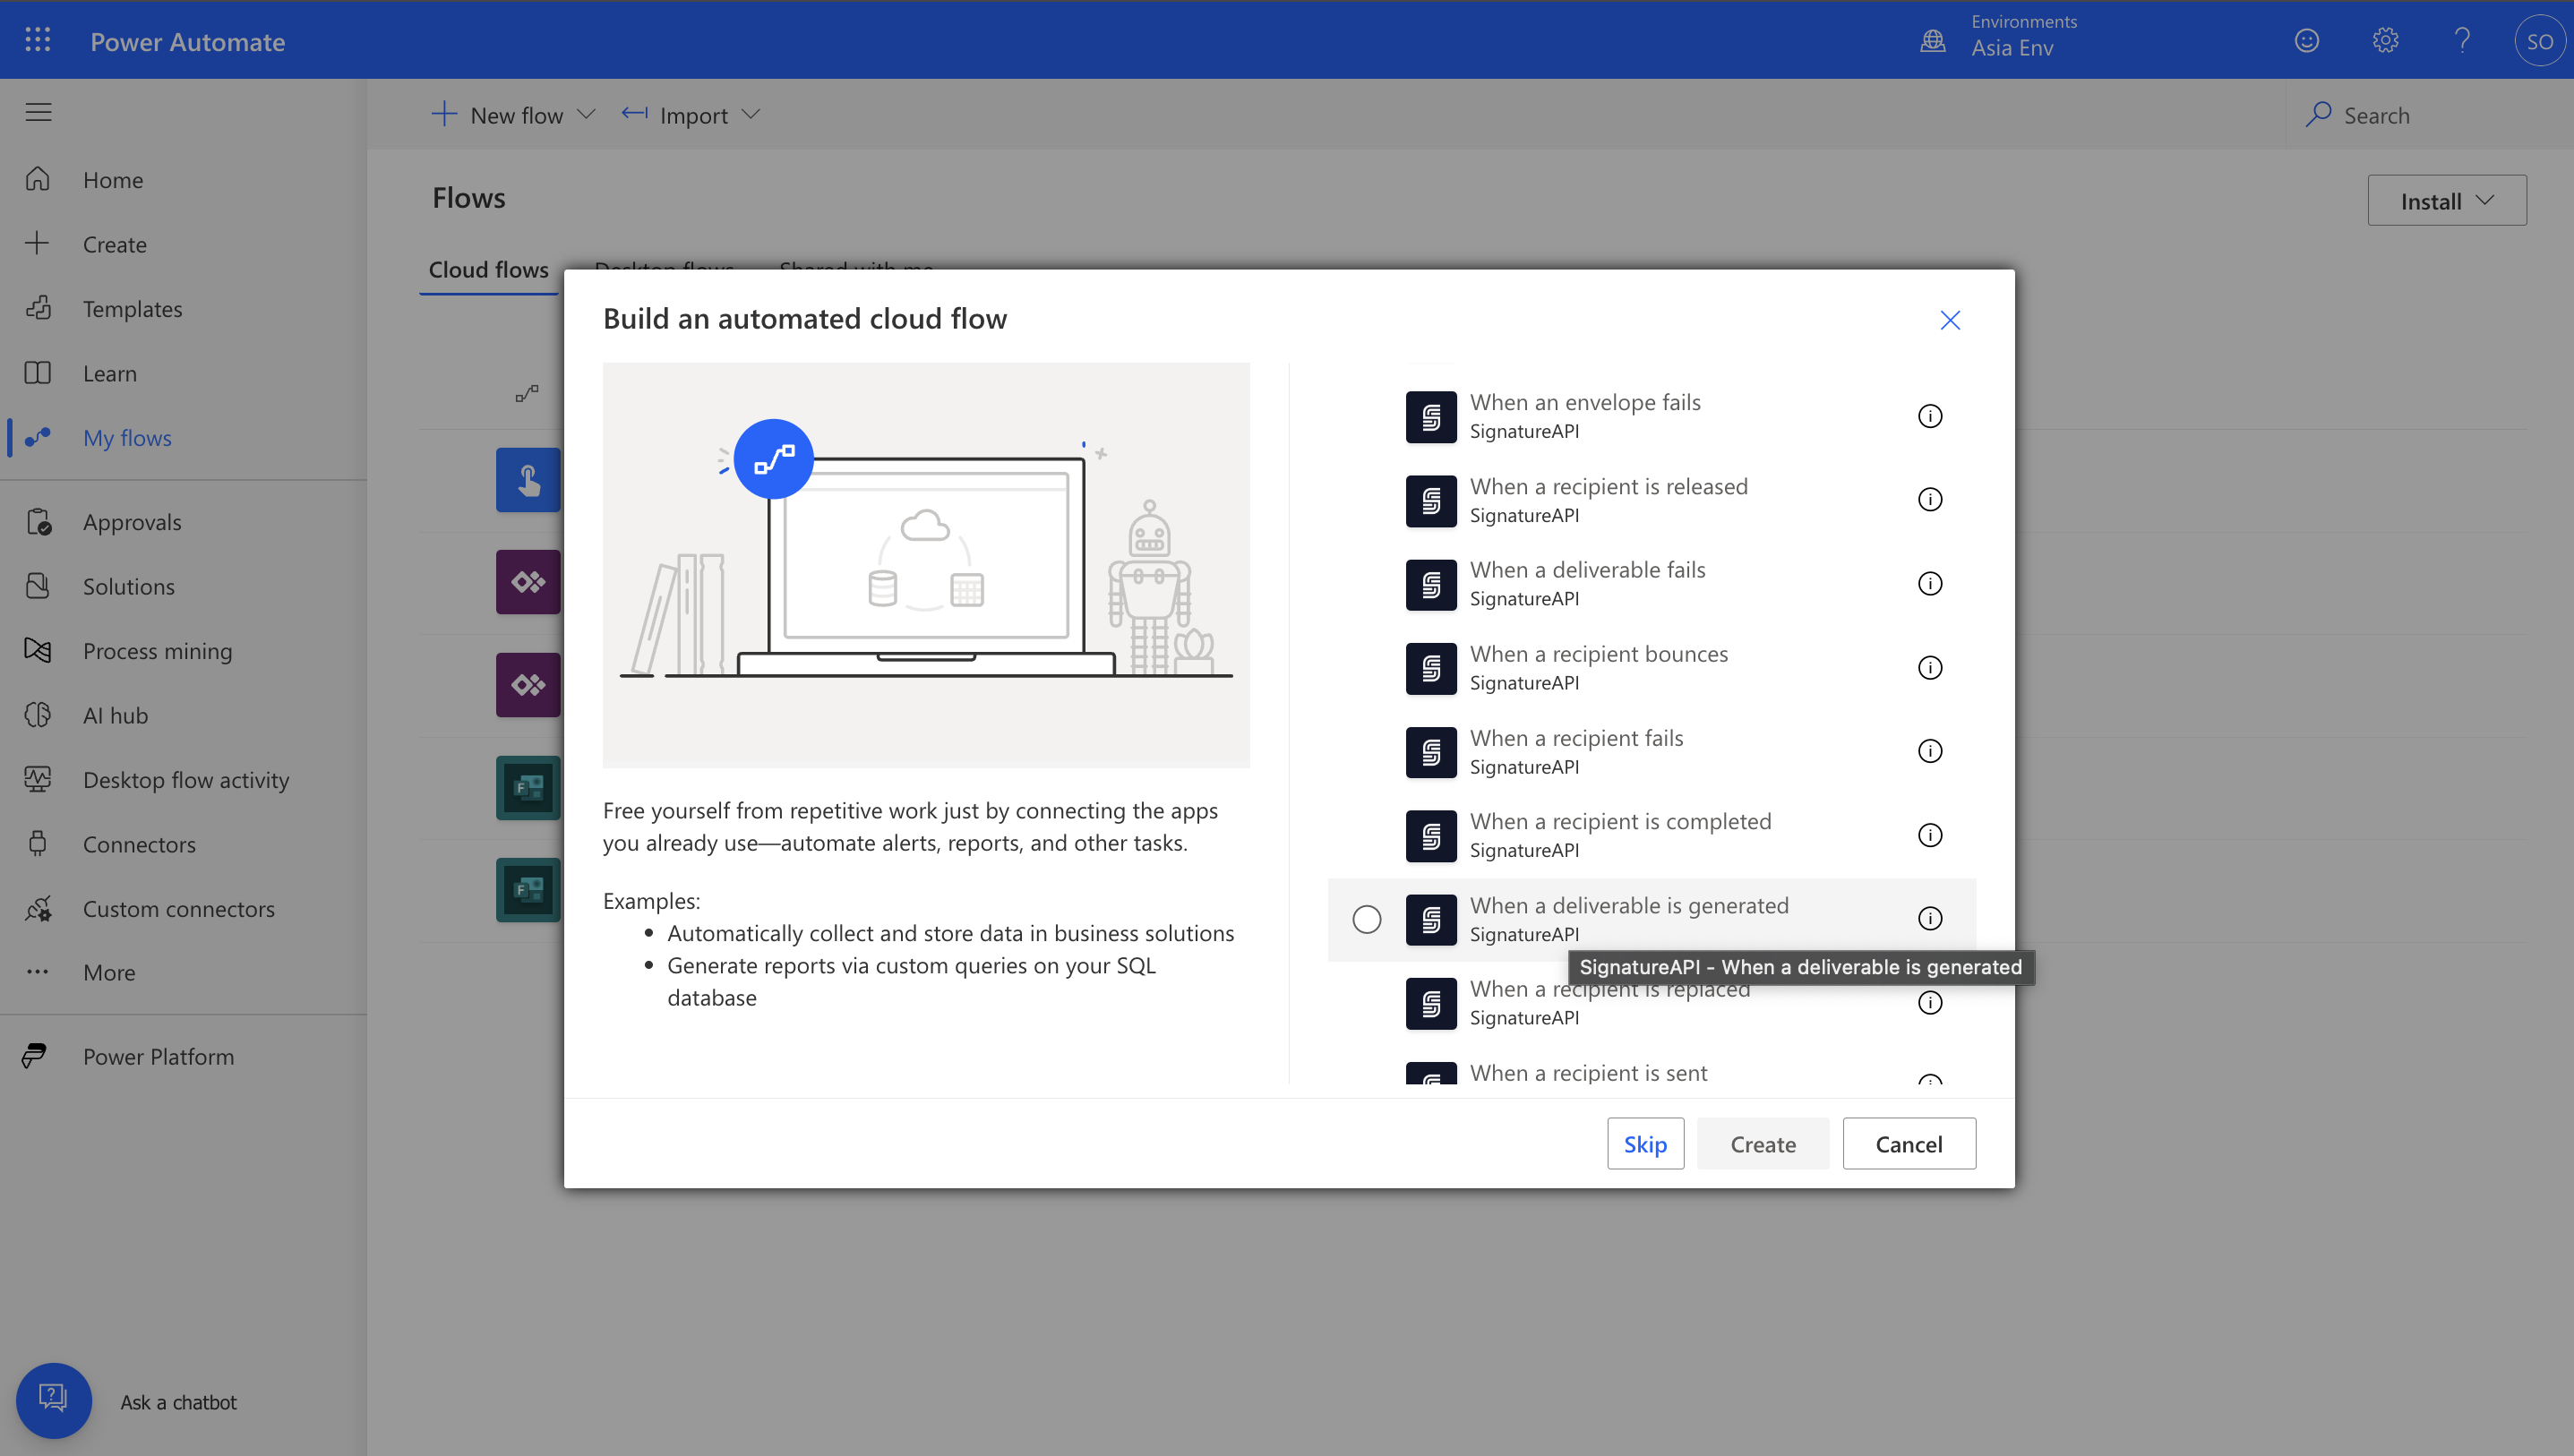 Power Automate
Environments
Asia Env
SO
New flow
Import
Search
Home
Create
Templates
Learn
My flows
Approvals
Solutions
Process mining
AI hub
Desktop flow activity
Connectors
Custom connectors
More
Power Platform
Ask a chatbot
Flows
Install
Cloud flows
Desktop flows
Shared with me
Build an automated cloud flow
Free yourself from repetitive work just by connecting the apps
you already use—automate alerts, reports, and other tasks.
Examples:
Automatically collect and store data in business solutions
Generate reports via custom queries on your SQL
database
When an envelope fails
SignatureAPI
When a recipient is released
SignatureAPI
When a deliverable fails
SignatureAPI
When a recipient bounces
SignatureAPI
When a recipient fails
SignatureAPI
When a recipient is completed
SignatureAPI
When a deliverable is generated
SignatureAPI
SignatureAPI - When a deliverable is generated
When a recipient is replaced
SignatureAPI
When a recipient is sent
Skip
Create
Cancel